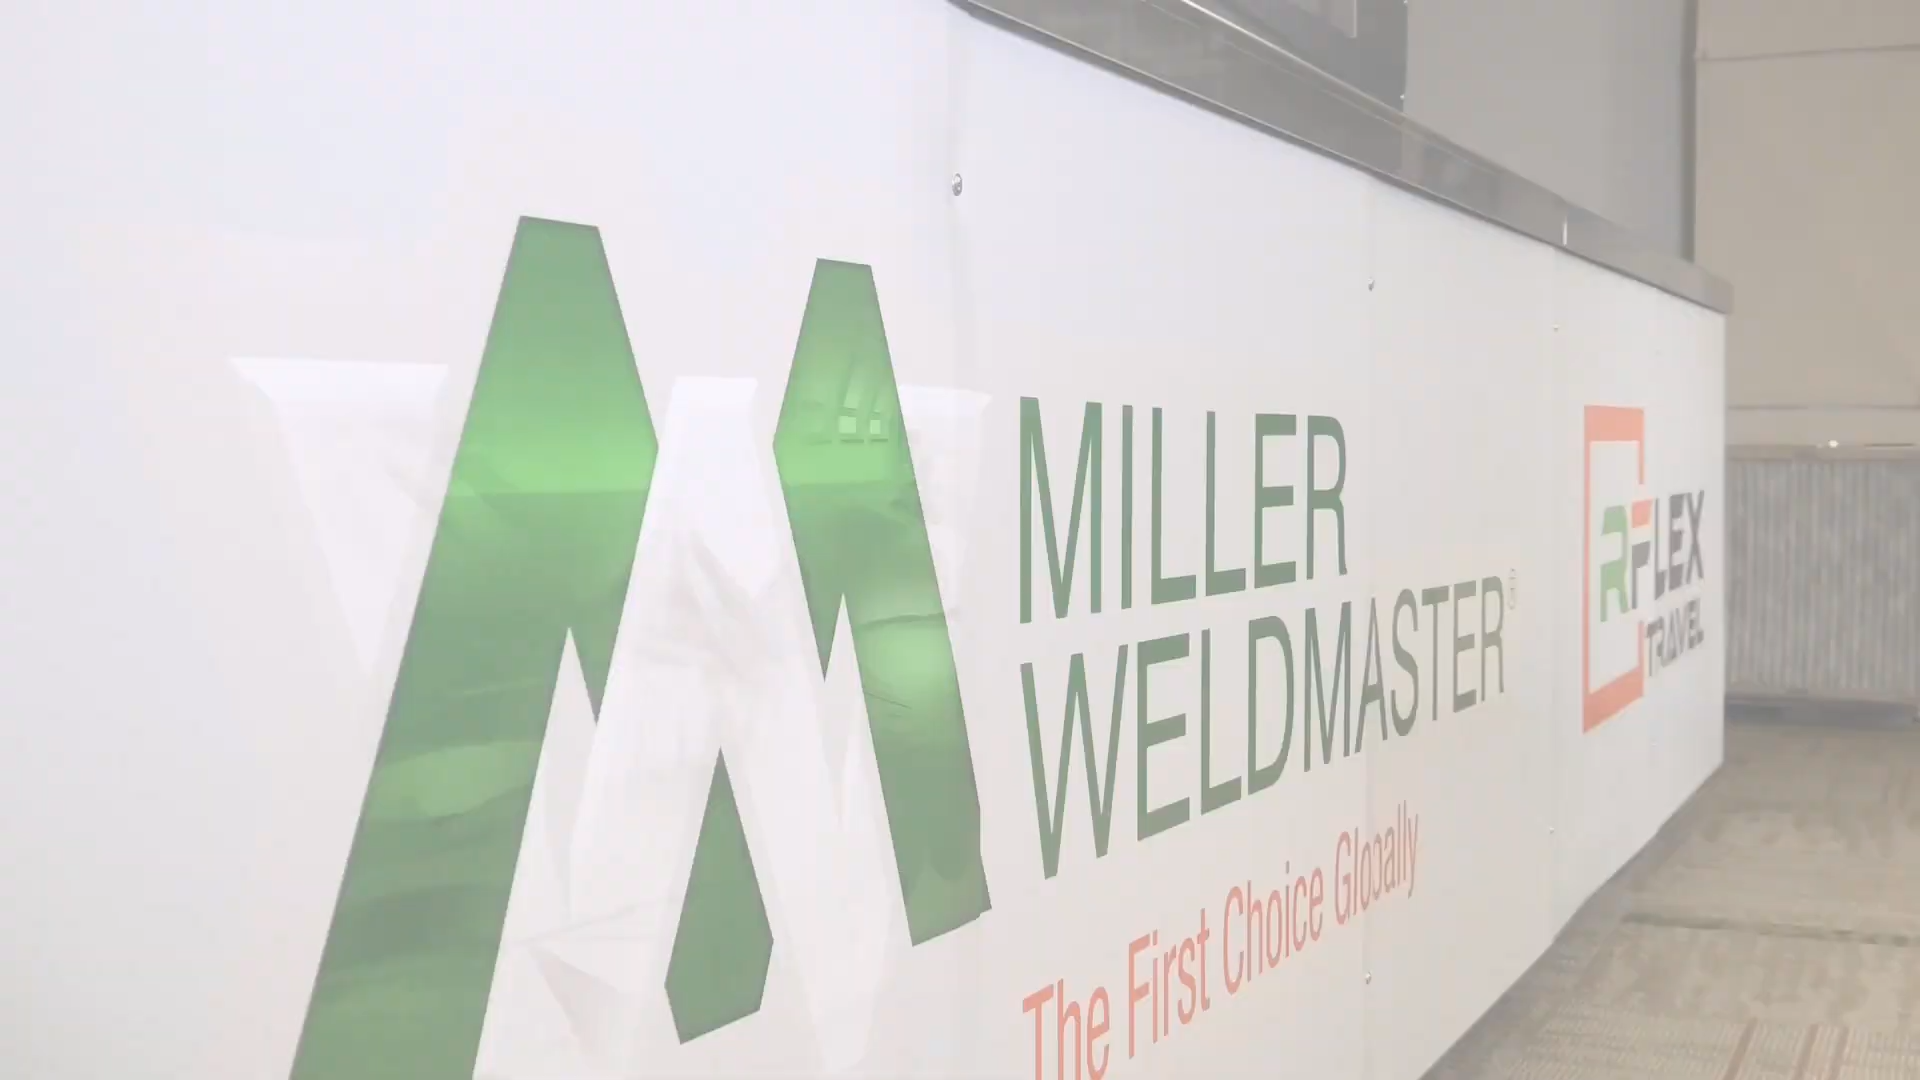 MILLER
WELDMASTER®
The First Choice Globally
RFLEX
TRAVEL